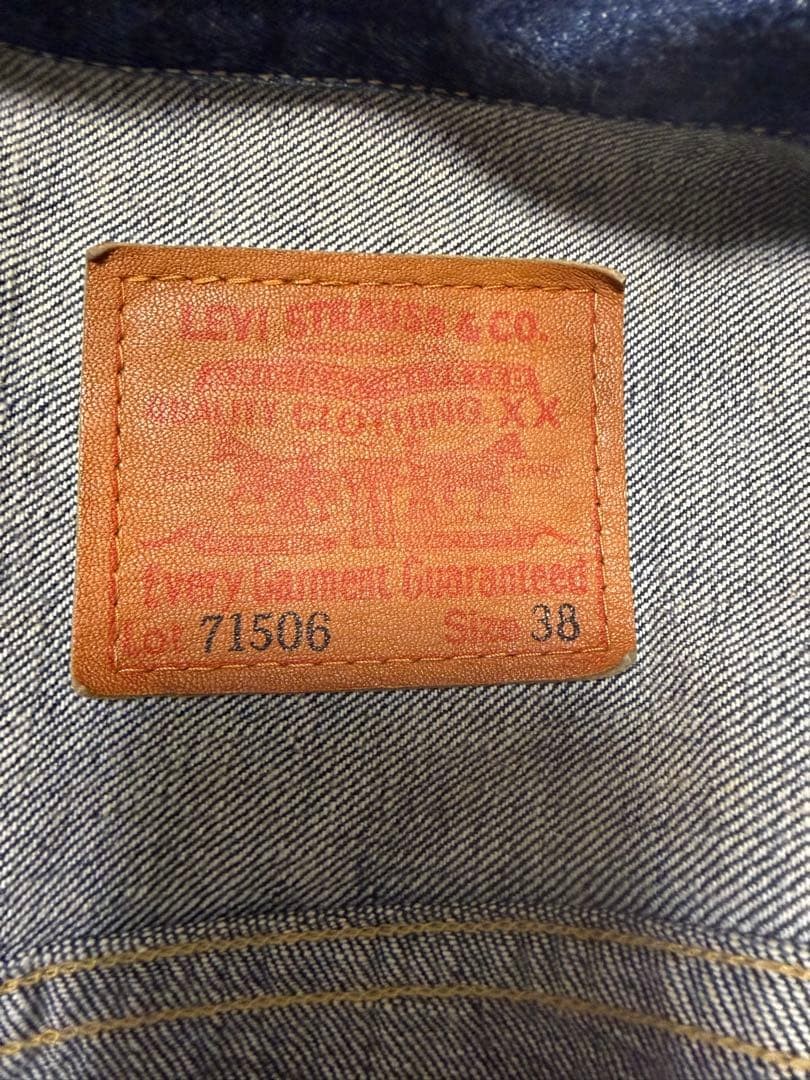 LEVI STRAUSS & CO.
QUALITY CLOTHING. XX
Every Garment Guaranteed
Lot 71506 Size 38